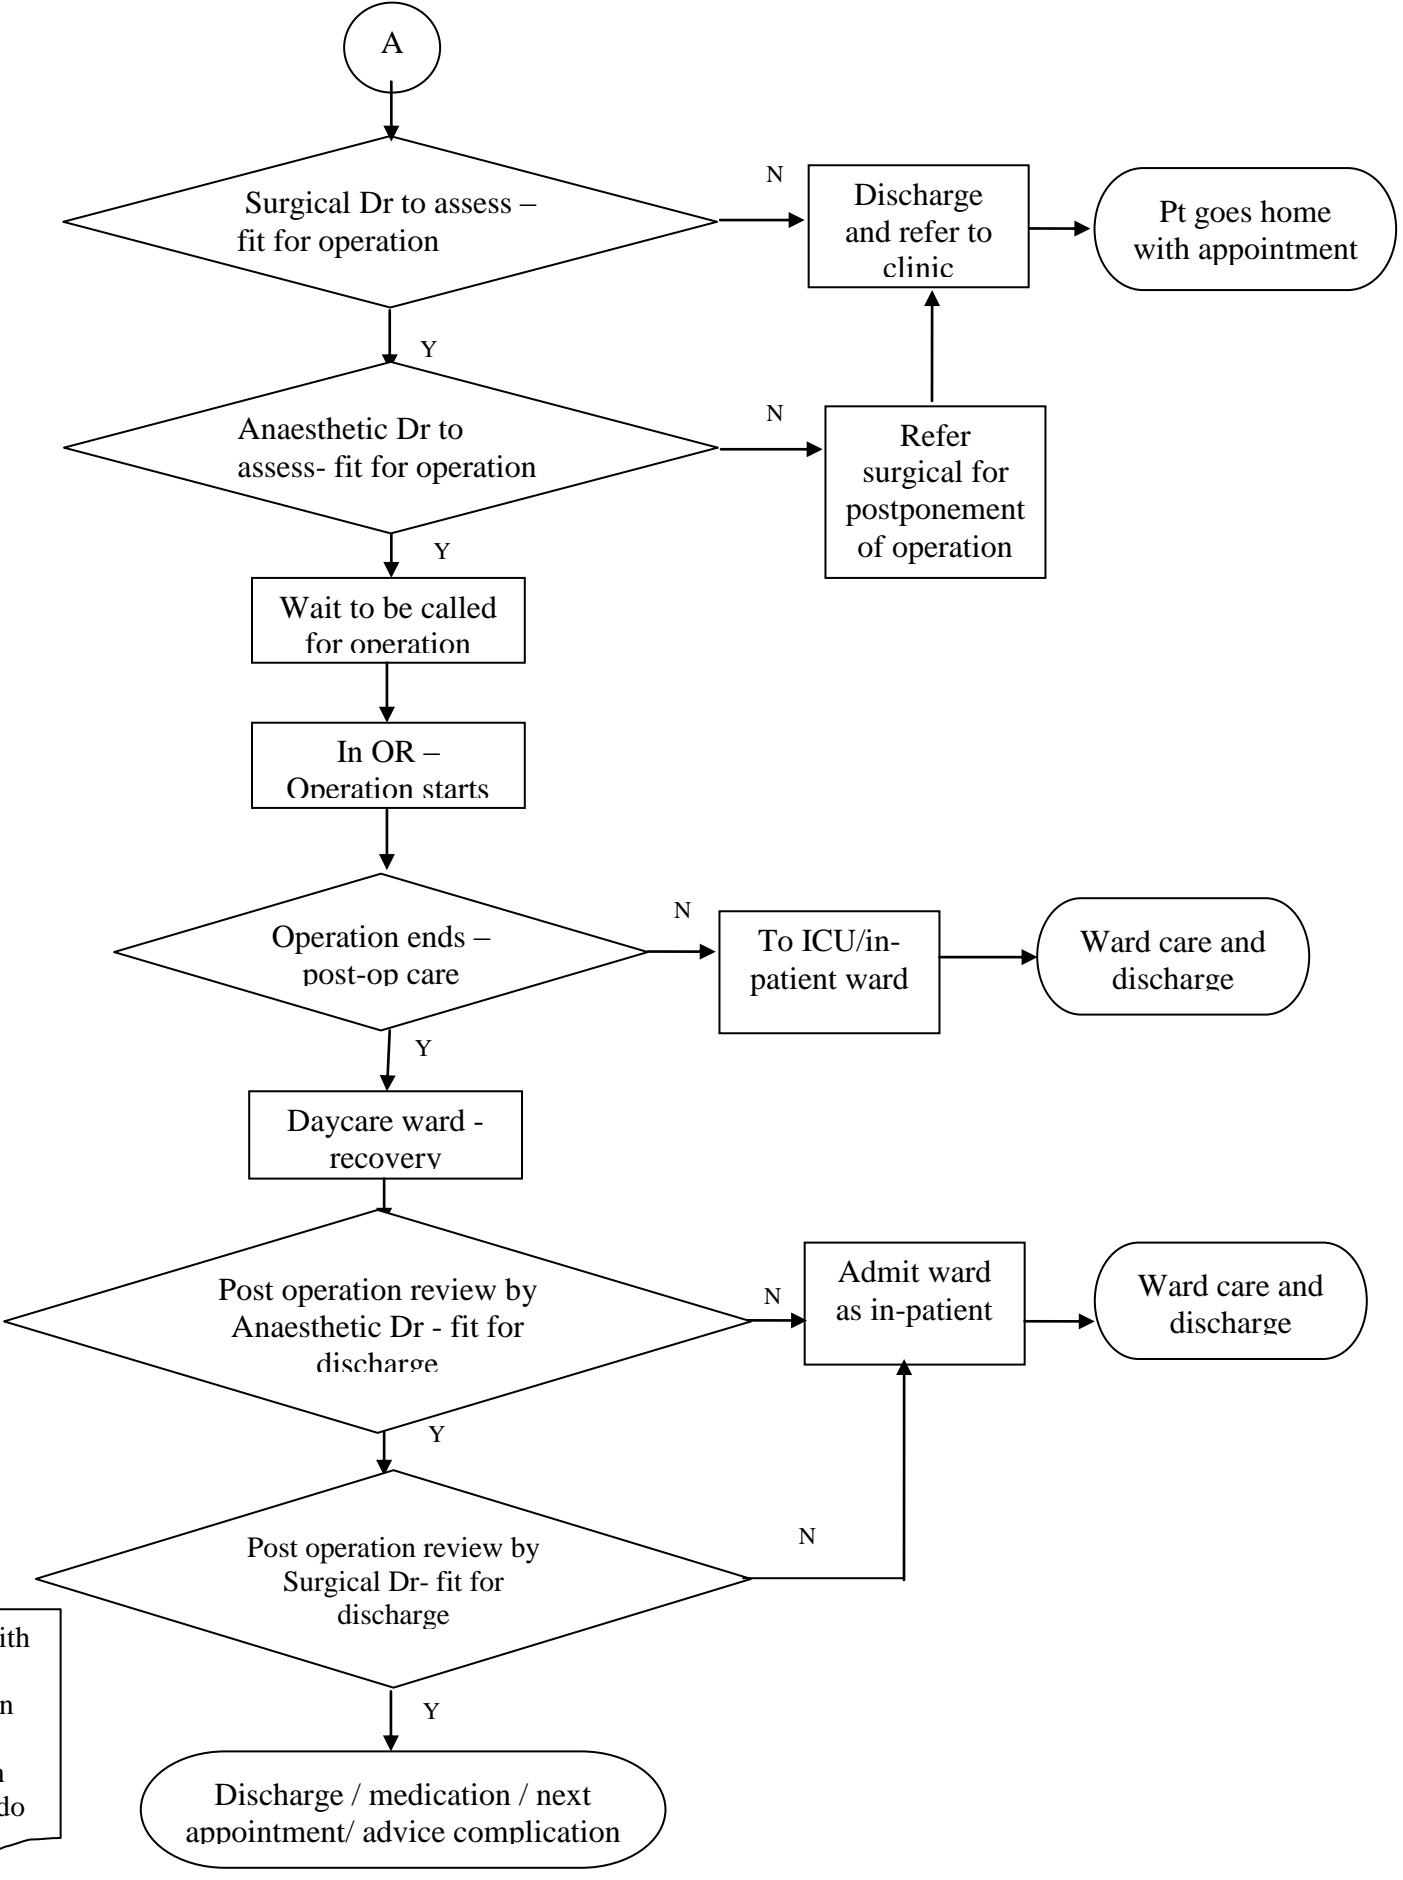 A
Surgical Dr to assess –
fit for operation
N
Discharge
and refer to
clinic
Pt goes home
with appointment
Y
Anaesthetic Dr to
assess- fit for operation
N
Refer
surgical for
postponement
of operation
Y
Wait to be called
for operation
In OR –
Operation starts
Operation ends –
post-op care
N
To ICU/in-
patient ward
Ward care and
discharge
Y
Daycare ward -
recovery
Post operation review by
Anaesthetic Dr - fit for
discharge
N
Admit ward
as in-patient
Ward care and
discharge
Y
Post operation review by
Surgical Dr- fit for
discharge
N
Y
Discharge / medication / next
appointment/ advice complication